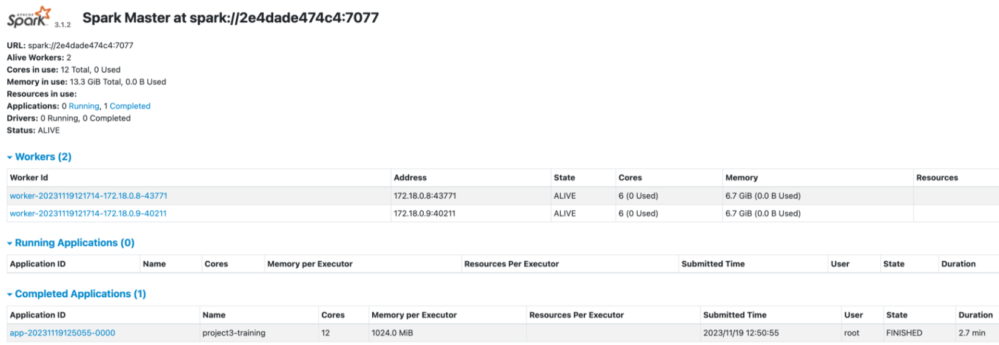 APACHE
Spark 3.1.2 Spark Master at spark://2e4dade474c4:7077
URL: spark://2e4dade474c4:7077
Alive Workers: 2
Cores in use: 12 Total, 0 Used
Memory in use: 13.3 GiB Total, 0.0 B Used
Resources in use:
Applications: 0 Running, 1 Completed
Drivers: 0 Running, 0 Completed
Status: ALIVE
Workers (2)
Worker Id Address State Cores Memory Resources
worker-20231119121714-172.18.0.8-43771 172.18.0.8:43771 ALIVE 6 (0 Used) 6.7 GiB (0.0 B Used)
worker-20231119121714-172.18.0.9-40211 172.18.0.9:40211 ALIVE 6 (0 Used) 6.7 GiB (0.0 B Used)
Running Applications (0)
Application ID Name Cores Memory per Executor Resources Per Executor Submitted Time User State Duration
Completed Applications (1)
Application ID Name Cores Memory per Executor Resources Per Executor Submitted Time User State Duration
app-20231119125055-0000 project3-training 12 1024.0 MiB 2023/11/19 12:50:55 root FINISHED 2.7 min